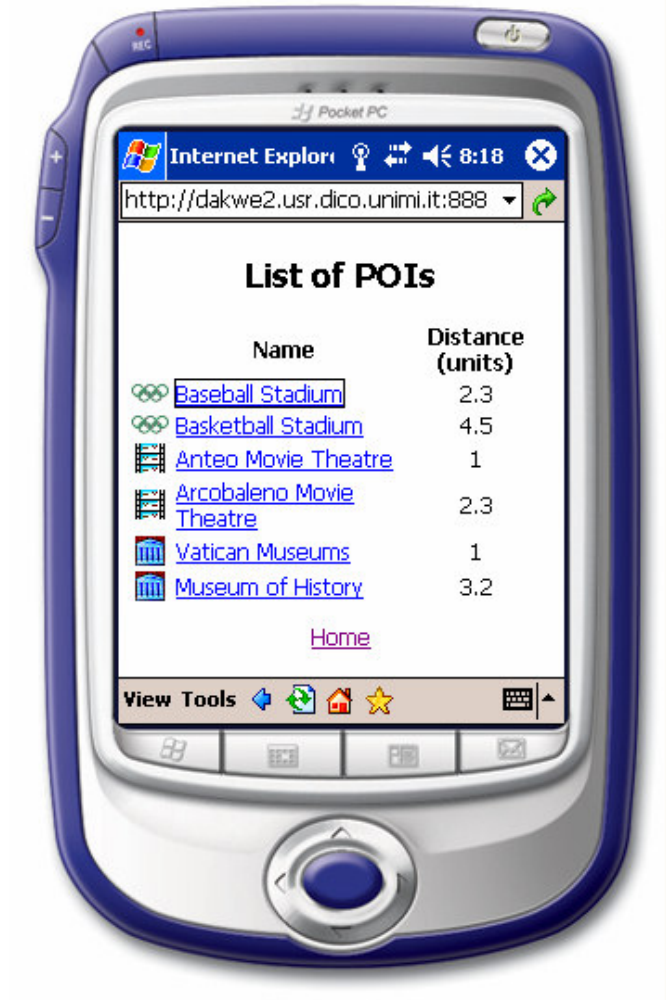 REC
Pocket PC
Internet Explor 8:18
http://dakwe2.usr.dico.unimi.it:888
List of POIs
Name Distance (units)
Baseball Stadium 2.3
Basketball Stadium 4.5
Anteo Movie Theatre 1
Arcobaleno Movie
Theatre 2.3
Vatican Museums 1
Museum of History 3.2
Home
View Tools